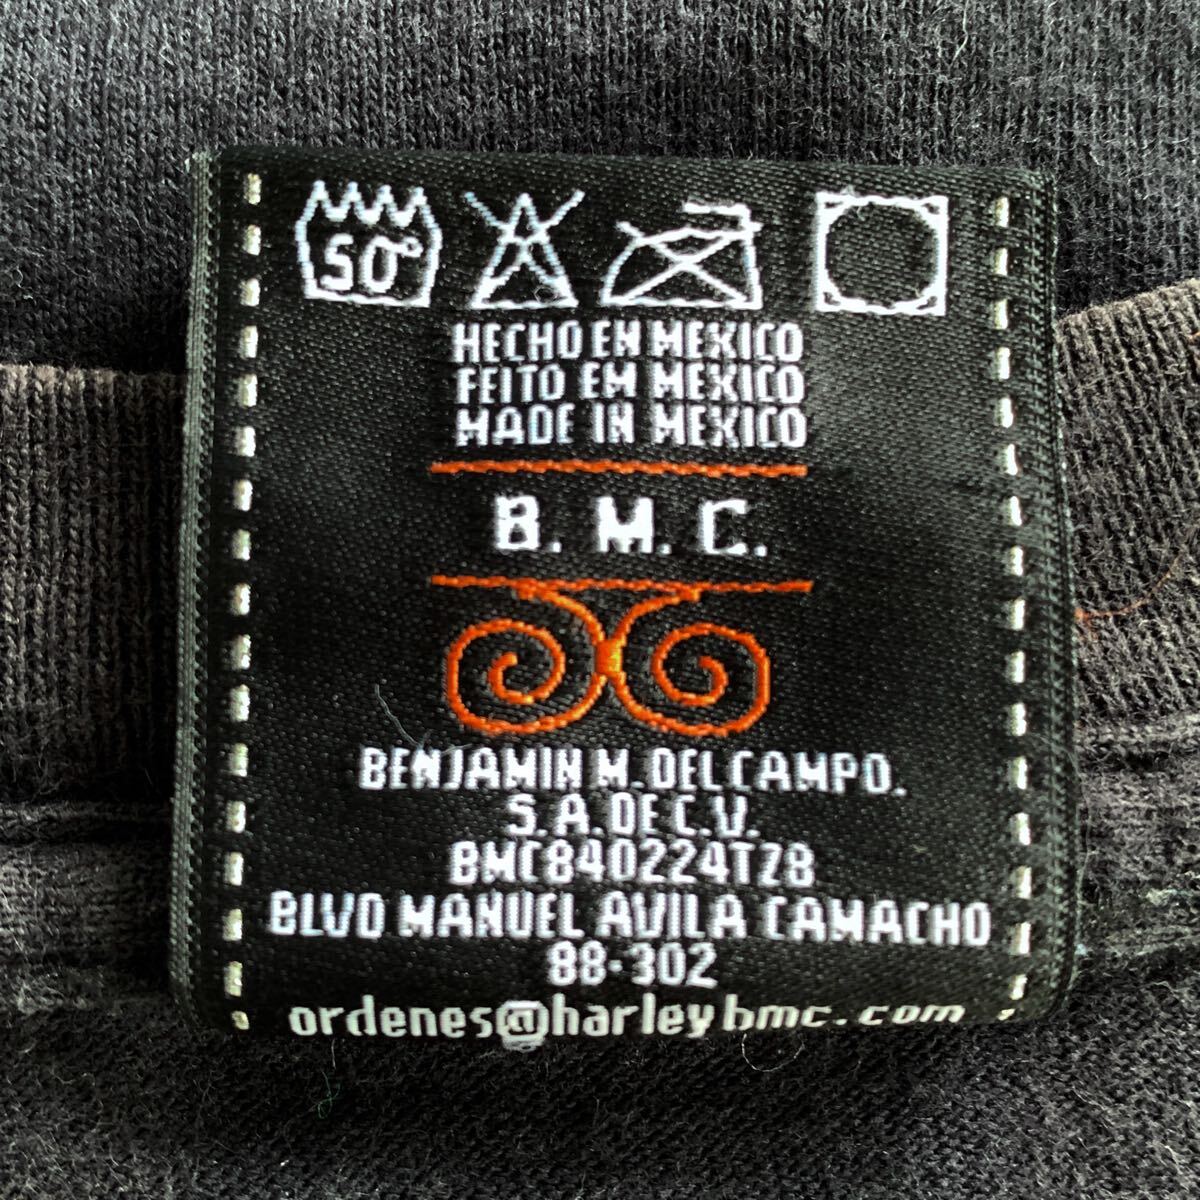 50°
HECHO EN MEXICO
FEITO EM MEXICO
MADE IN MEXICO
B. M. C.
BENJAMIN M. DEL CAMPO.
S. A. DE C. V.
BMC840224TZ8
BLVD MANUEL AVILA CAMACHO
88-302
ordenes@harleybmc.com